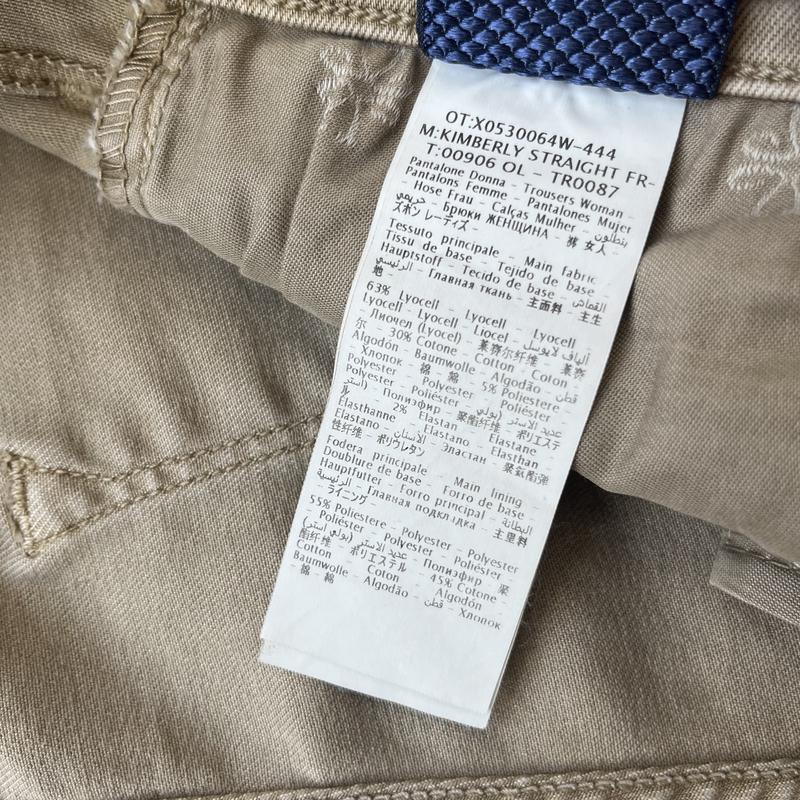 OT:X0530064W-444
M:KIMBERLY STRAIGHT FR-
T:00906 OL - TR0087
Pantalone Donna - Trousers Woman -
Pantalons Femme - Pantalones Mujer
- Hose Frau - Calças Mulher - بنطلون
حريمي - Брюки ЖЕНЩИНА - 裤 女人 -
ズボン レーディズ
Tessuto principale - Main fabric -
Tissu de base - Tejido de base -
Hauptstoff - Tecido de base - القماش
الرئيسي - Главная ткань - 主面料 - 主生
地
63% Lyocell - Lyocell - Lyocell -
Lyocell - Lyocell - Liocel - ألياف لايوسل
- Лиочел (Lyocel) - 莱赛尔纤维 - 莱赛
尔 - 30% Cotone - Cotton - Coton -
Algodón - Baumwolle - Algodão - قطن
- Хлопок - 棉 - 綿 - 5% Poliestere -
Polyester - Polyester - Poliéster -
Polyester - Poliéster - عديد الاستر (بولي
استر) - Полиэфир - 聚酯纤维 - ポリエステ
ル - 2% Elastan - Elastane -
Élasthanne - Elastano - Elasthan -
Elastano - الاستان - Эластан - 聚氨酯弹
性纤维 - ポリウレタン
Fodera principale - Main lining -
Doublure de base - Forro de base -
Hauptfutter - Forro principal - البطانة
الرئيسية - Главная подкладка - 主里料
- ライニング
55% Poliestere - Polyester - Polyester
- Poliéster - Polyester - Poliéster -
عديد الاستر (بولي استر) - Полиэфир - 聚
酯纤维 - ポリエステル - 45% Cotone -
Cotton - Coton - Algodón -
Baumwolle - Algodão - قطن - Хлопок
- 棉 綿